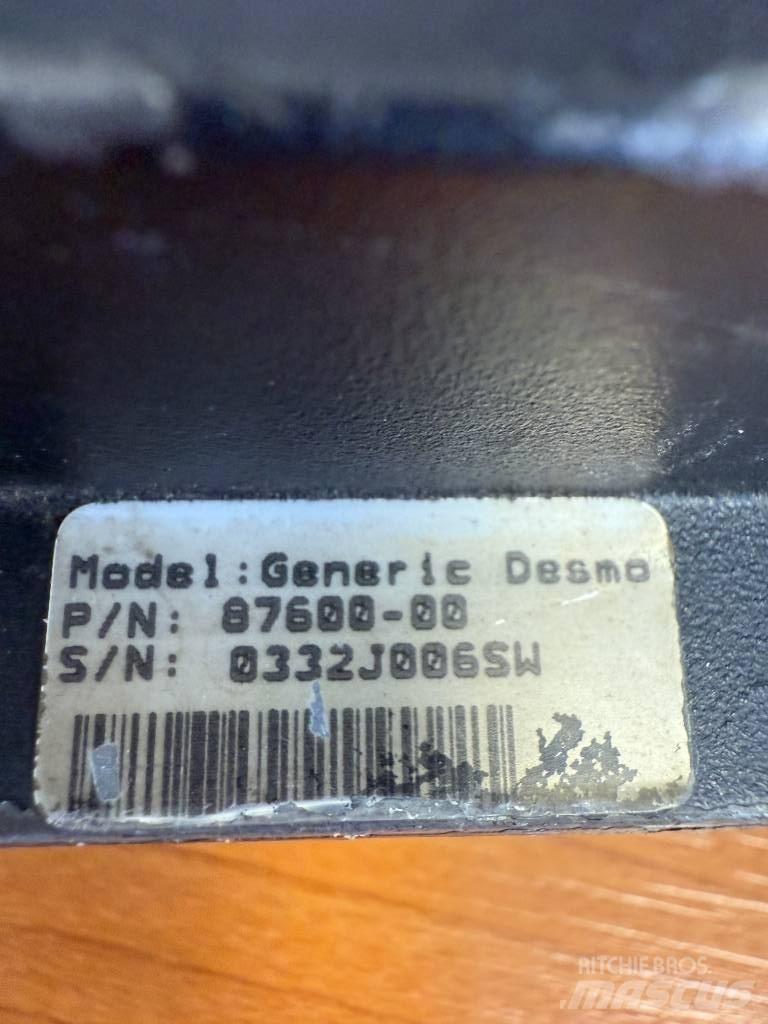 Model:Generic Desmo
P/N: 87600-00
S/N: 0332J006SW
RITCHIE BROS.
mascus